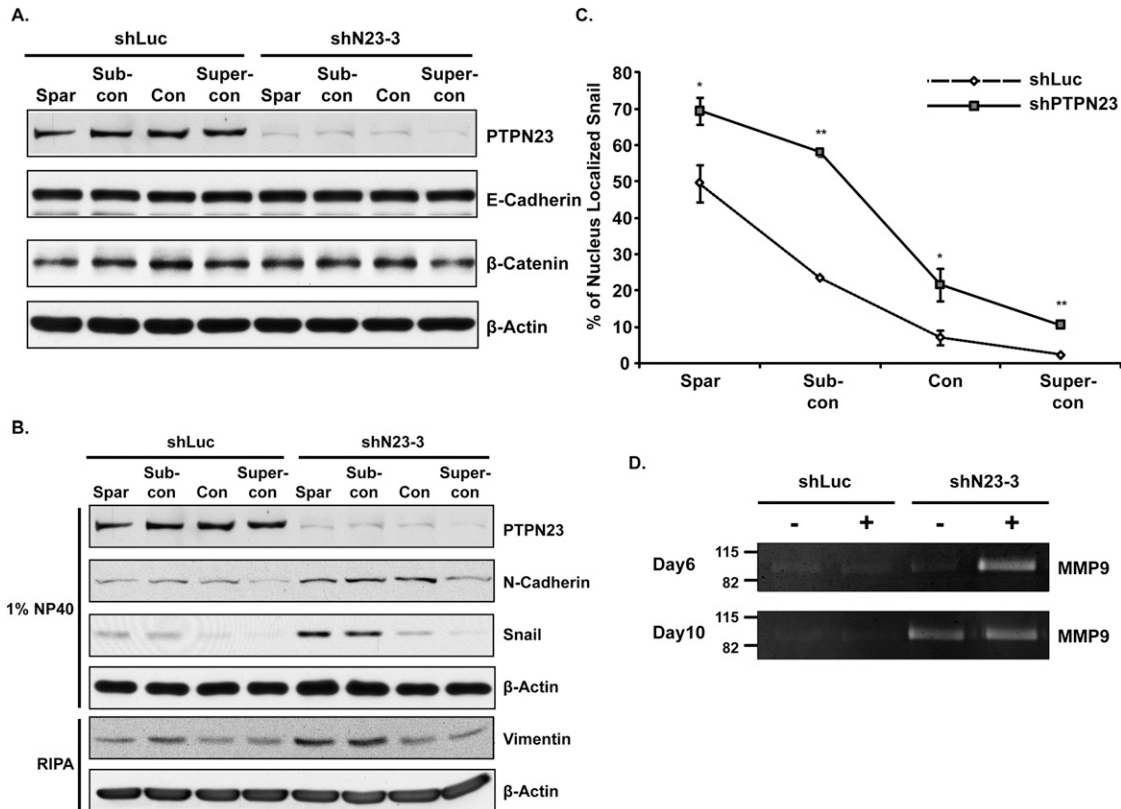 A.
shLuc shN23-3
Spar Sub-con Con Super-con Spar Sub-con Con Super-con
PTPN23
E-Cadherin
β-Catenin
β-Actin
B.
shLuc shN23-3
Spar Sub-con Con Super-con Spar Sub-con Con Super-con
1% NP40
PTPN23
N-Cadherin
Snail
β-Actin
RIPA
Vimentin
β-Actin
C.
% of Nucleus Localized Snail
80
70
60
50
40
30
20
10
0
* ** * **
shLuc
shPTPN23
Spar Sub-con Con Super-con
D.
shLuc shN23-3
- + - +
Day6 115 MMP9
82
Day10 115 MMP9
82